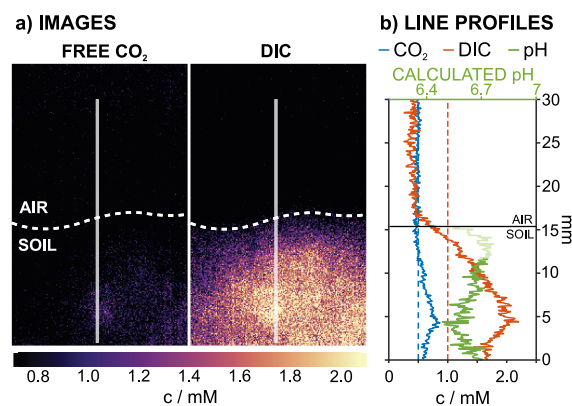 a) IMAGES
FREE CO₂
DIC
AIR
SOIL
0.8 1.0 1.2 1.4 1.6 1.8 2.0
c / mM
b) LINE PROFILES
CO₂ DIC pH
CALCULATED pH
6.4 6.7 7
30
25
20
mm
AIR
SOIL
15
10
5
0
0 1.0 2.0
c / mM